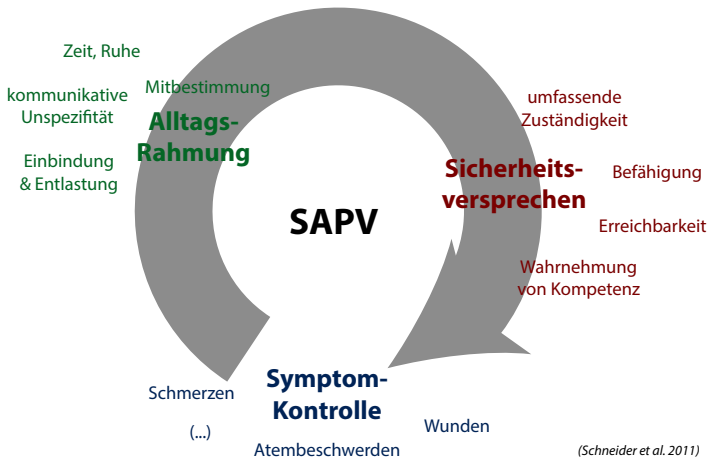 Zeit, Ruhe
kommunikative
Unspezifität
Mitbestimmung
Alltags-
Rahmung
Einbindung
& Entlastung
SAPV
umfassende
Zuständigkeit
Sicherheits-
versprechen
Befähigung
Erreichbarkeit
Wahrnehmung
von Kompetenz
Symptom-
Kontrolle
Schmerzen
(...)
Atembeschwerden
Wunden
(Schneider et al. 2011)